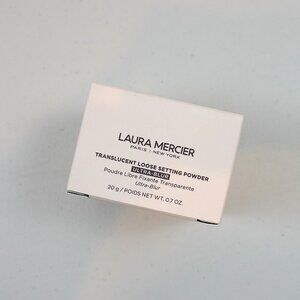 LAURA MERCIER
PARIS | NEW YORK
TRANSLUCENT LOOSE SETTING POWDER
ULTRA-BLUR
Poudre Libre Fixante Transparente
Ultra-Blur
20 g / POIDS NET WT. 0.7 OZ.